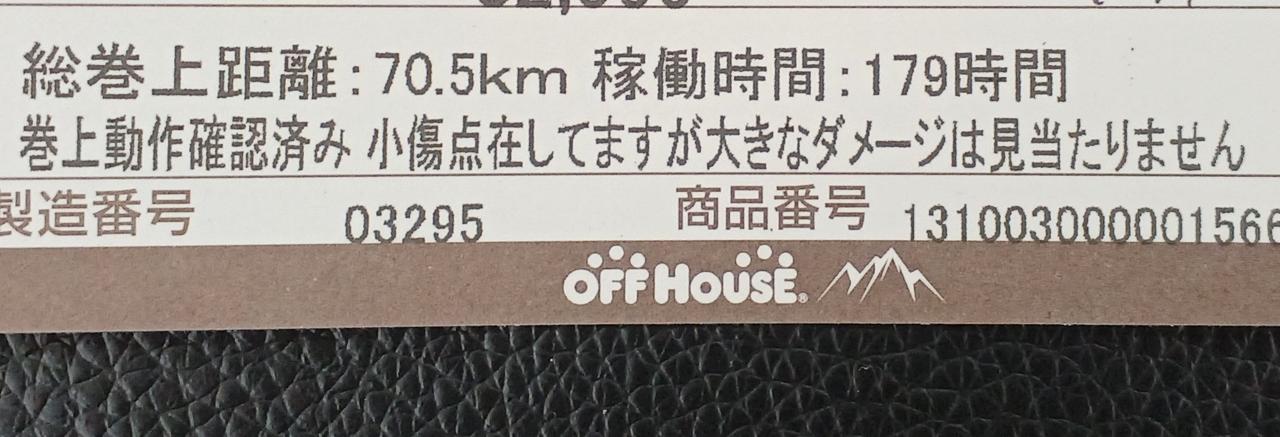 総巻上距離:70.5km 稼働時間:179時間
巻上動作確認済み 小傷点在してますが大きなダメージは見当たりません
製造番号 03295 商品番号 1310030000001566
OFF HOUSE®